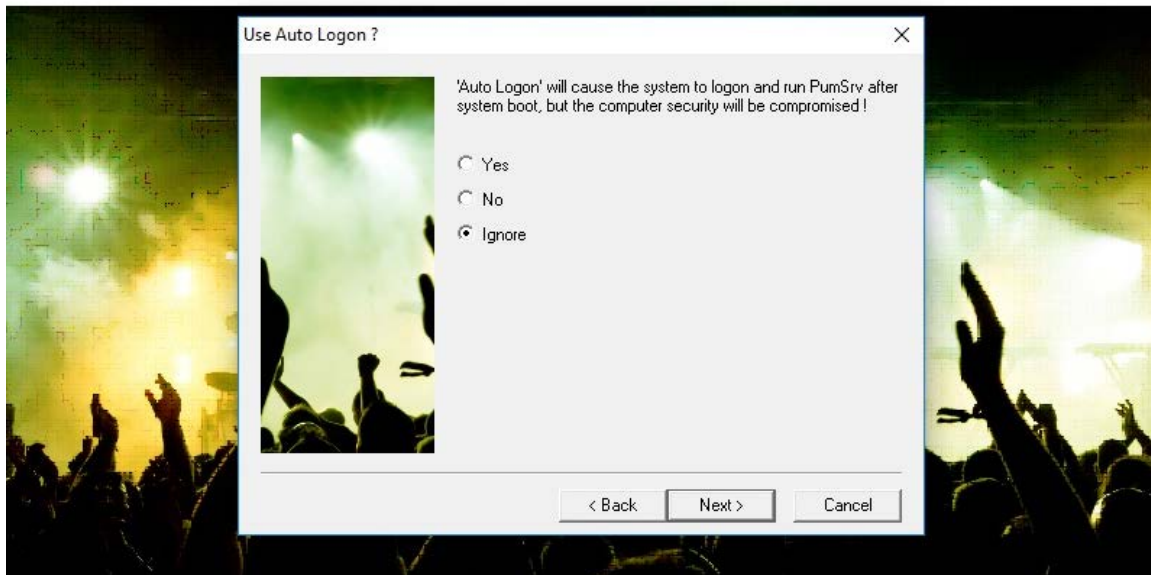 Use Auto Logon ?
'Auto Logon' will cause the system to logon and run PumSrv after
system boot, but the computer security will be compromised !
Yes
No
Ignore
< Back
Next >
Cancel